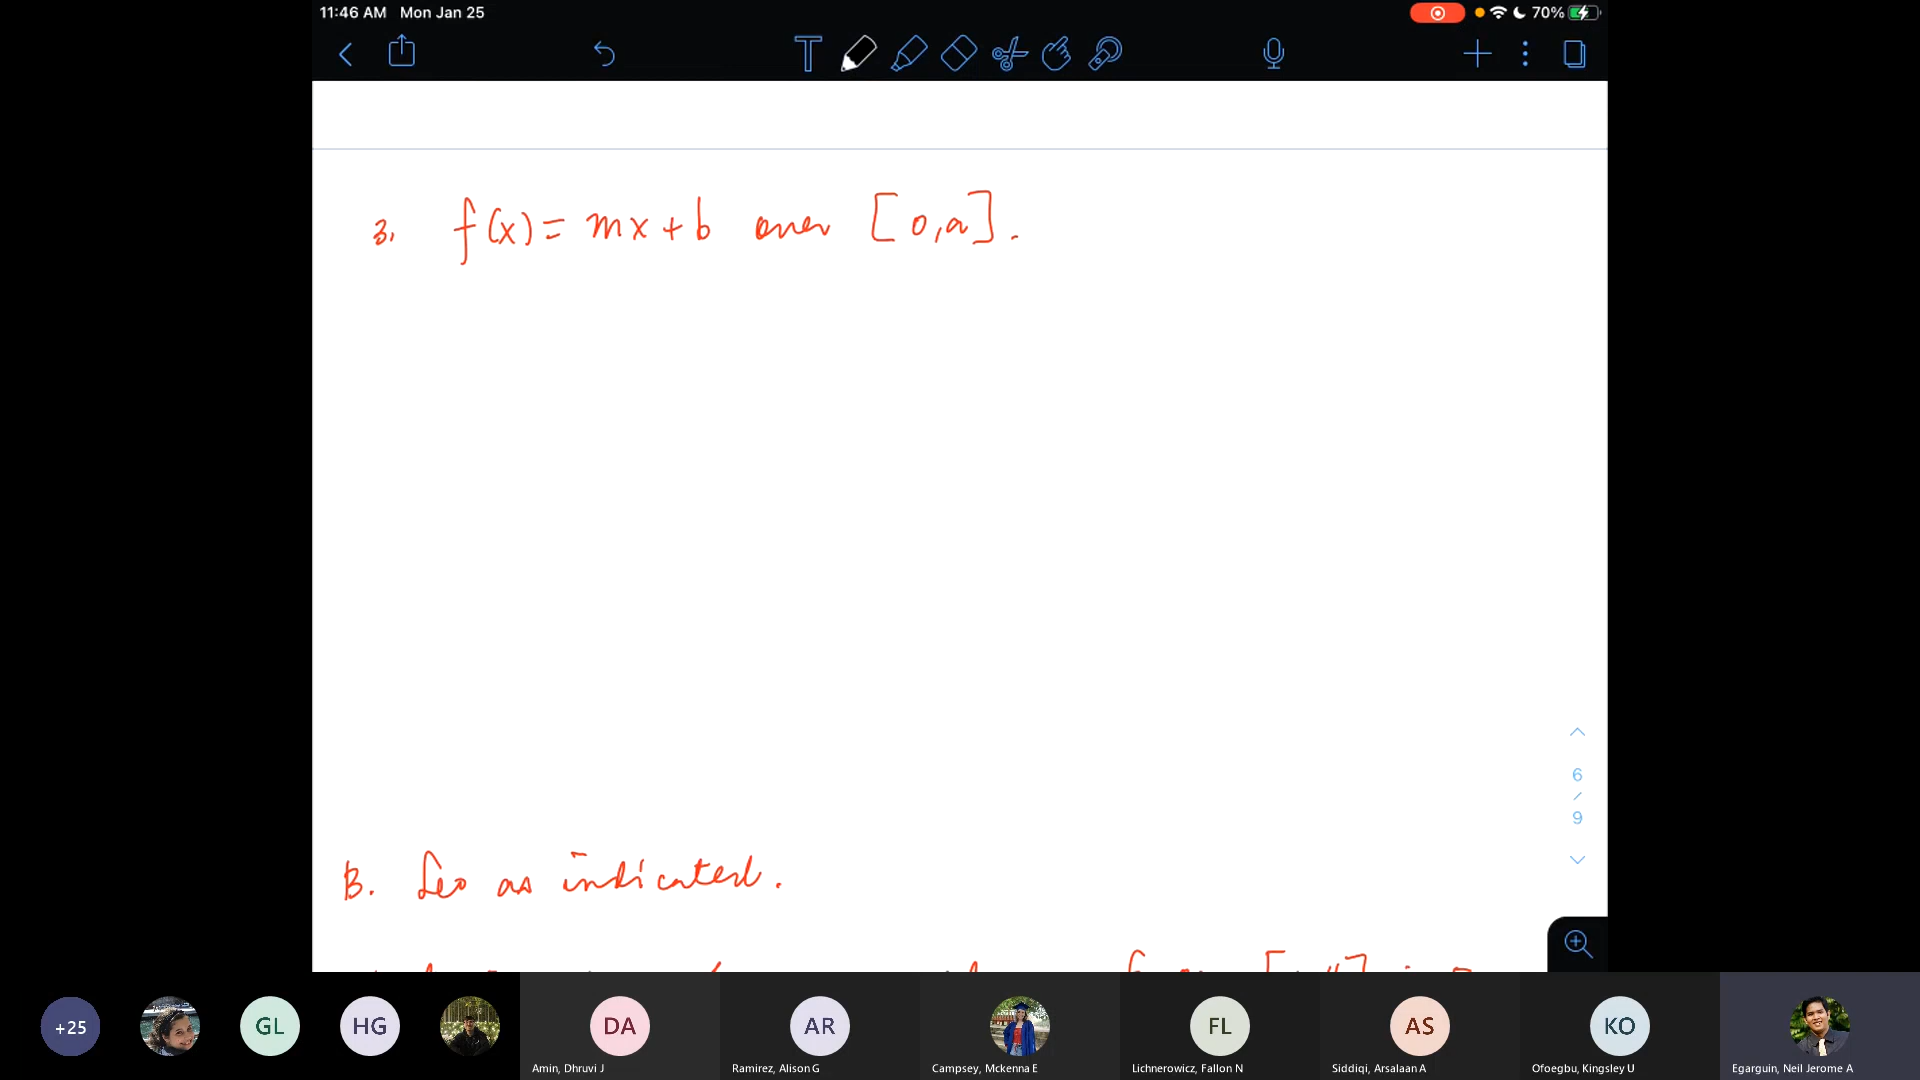 11:46 AM Mon Jan 25
70%
3. f(x) = mx + b over [0,a].
6
/
9
B. Do as indicated.
+25
GL
HG
DA
AR
FL
AS
KO
Amin, Dhruvi J
Ramirez, Alison G
Campsey, Mckenna E
Lichnerowicz, Fallon N
Siddiqi, Arsalaan A
Ofoegbu, Kingsley U
Egarguin, Neil Jerome A